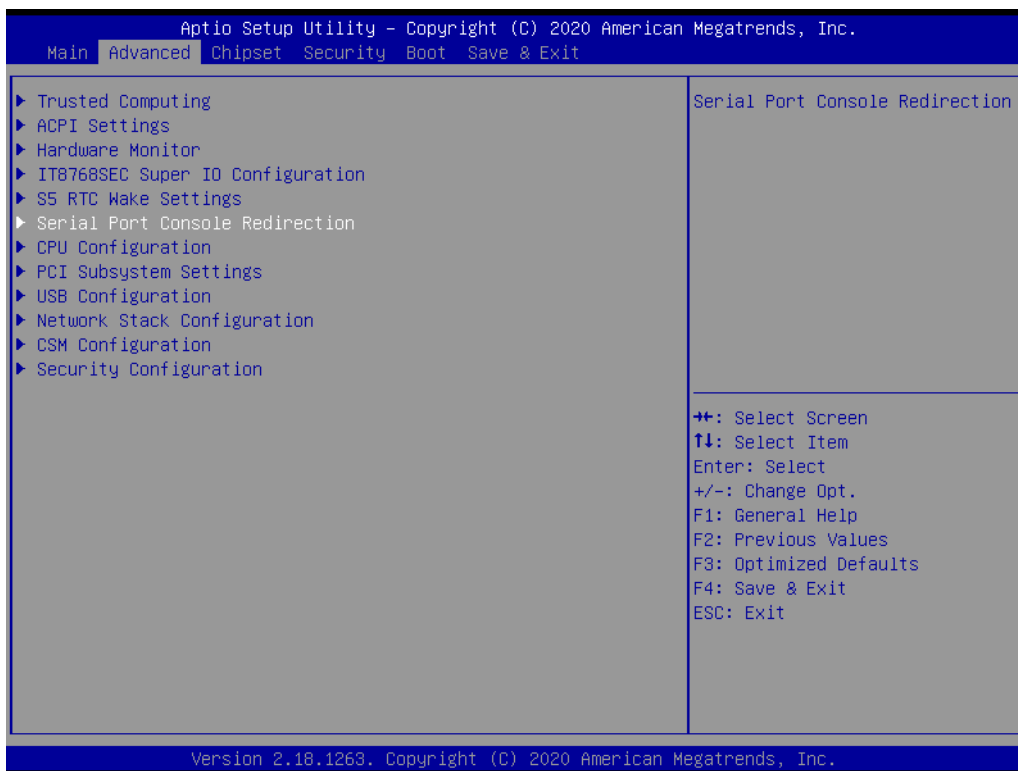 Aptio Setup Utility – Copyright (C) 2020 American Megatrends, Inc.
Main Advanced Chipset Security Boot Save & Exit
Trusted Computing
ACPI Settings
Hardware Monitor
IT8768SEC Super IO Configuration
S5 RTC Wake Settings
Serial Port Console Redirection
CPU Configuration
PCI Subsystem Settings
USB Configuration
Network Stack Configuration
CSM Configuration
Security Configuration
Serial Port Console Redirection
→←: Select Screen
↑↓: Select Item
Enter: Select
+/-: Change Opt.
F1: General Help
F2: Previous Values
F3: Optimized Defaults
F4: Save & Exit
ESC: Exit
Version 2.18.1263. Copyright (C) 2020 American Megatrends, Inc.